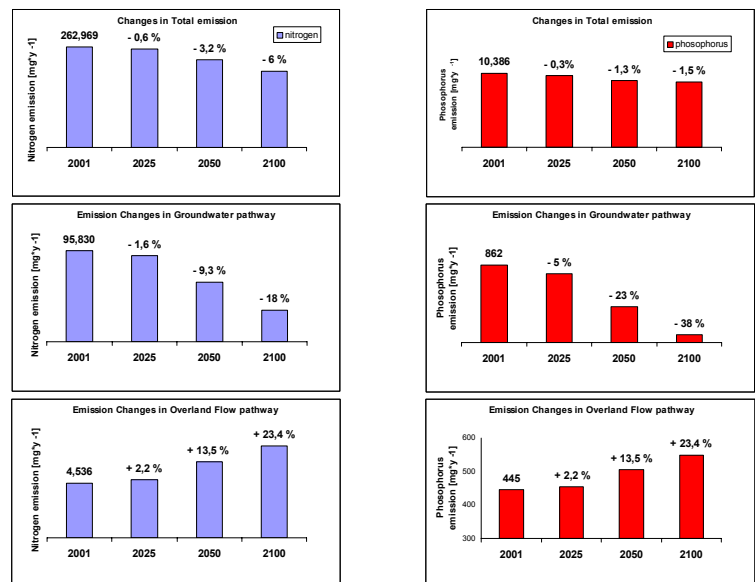 Changes in Total emission
nitrogen
Nitrogen emission [mg*y -1]
262,969
- 0,6 %
- 3,2 %
- 6 %
2001
2025
2050
2100
Changes in Total emission
phosophorus
Phosophorus
emission [mg*y -1]
10,386
- 0,3%
- 1,3 %
- 1,5 %
2001
2025
2050
2100
Emission Changes in Groundwater pathway
Nitrogen emission [mg*y -1]
95,830
- 1,6 %
- 9,3 %
- 18 %
2001
2025
2050
2100
Emission Changes in Groundwater pathway
Phosophorus
emission [mg*y -1]
862
- 5 %
- 23 %
- 38 %
2001
2025
2050
2100
Emission Changes in Overland Flow pathway
Nitrogen emission [mg*y -1]
4,536
+ 2,2 %
+ 13,5 %
+ 23,4 %
2001
2025
2050
2100
Emission Changes in Overland Flow pathway
Phosophorus
emission [mg*y -1]
600
500
400
300
445
+ 2,2 %
+ 13,5 %
+ 23,4 %
2001
2025
2050
2100